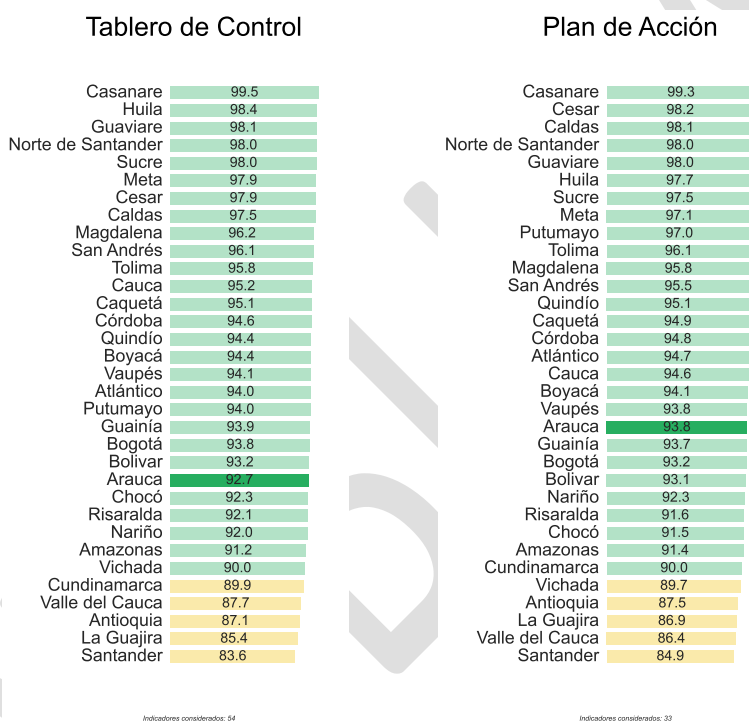 Tablero de Control
Casanare 99.5
Huila 98.4
Guaviare 98.1
Norte de Santander 98.0
Sucre 98.0
Meta 97.9
Cesar 97.9
Caldas 97.5
Magdalena 96.2
San Andrés 96.1
Tolima 95.8
Cauca 95.2
Caquetá 95.1
Córdoba 94.6
Quindío 94.4
Boyacá 94.4
Vaupés 94.1
Atlántico 94.0
Putumayo 94.0
Guainía 93.9
Bogotá 93.8
Bolivar 93.2
Arauca 92.7
Chocó 92.3
Risaralda 92.1
Nariño 92.0
Amazonas 91.2
Vichada 90.0
Cundinamarca 89.9
Valle del Cauca 87.7
Antioquia 87.1
La Guajira 85.4
Santander 83.6
Indicadores considerados: 54
Plan de Acción
Casanare 99.3
Cesar 98.2
Caldas 98.1
Norte de Santander 98.0
Guaviare 98.0
Huila 97.7
Sucre 97.5
Meta 97.1
Putumayo 97.0
Tolima 96.1
Magdalena 95.8
San Andrés 95.5
Quindío 95.1
Caquetá 94.9
Córdoba 94.8
Atlántico 94.7
Cauca 94.6
Boyacá 94.1
Vaupés 93.8
Arauca 93.8
Guainía 93.7
Bogotá 93.2
Bolivar 93.1
Nariño 92.3
Risaralda 91.6
Chocó 91.5
Amazonas 91.4
Cundinamarca 90.0
Vichada 89.7
Antioquia 87.5
La Guajira 86.9
Valle del Cauca 86.4
Santander 84.9
Indicadores considerados: 33